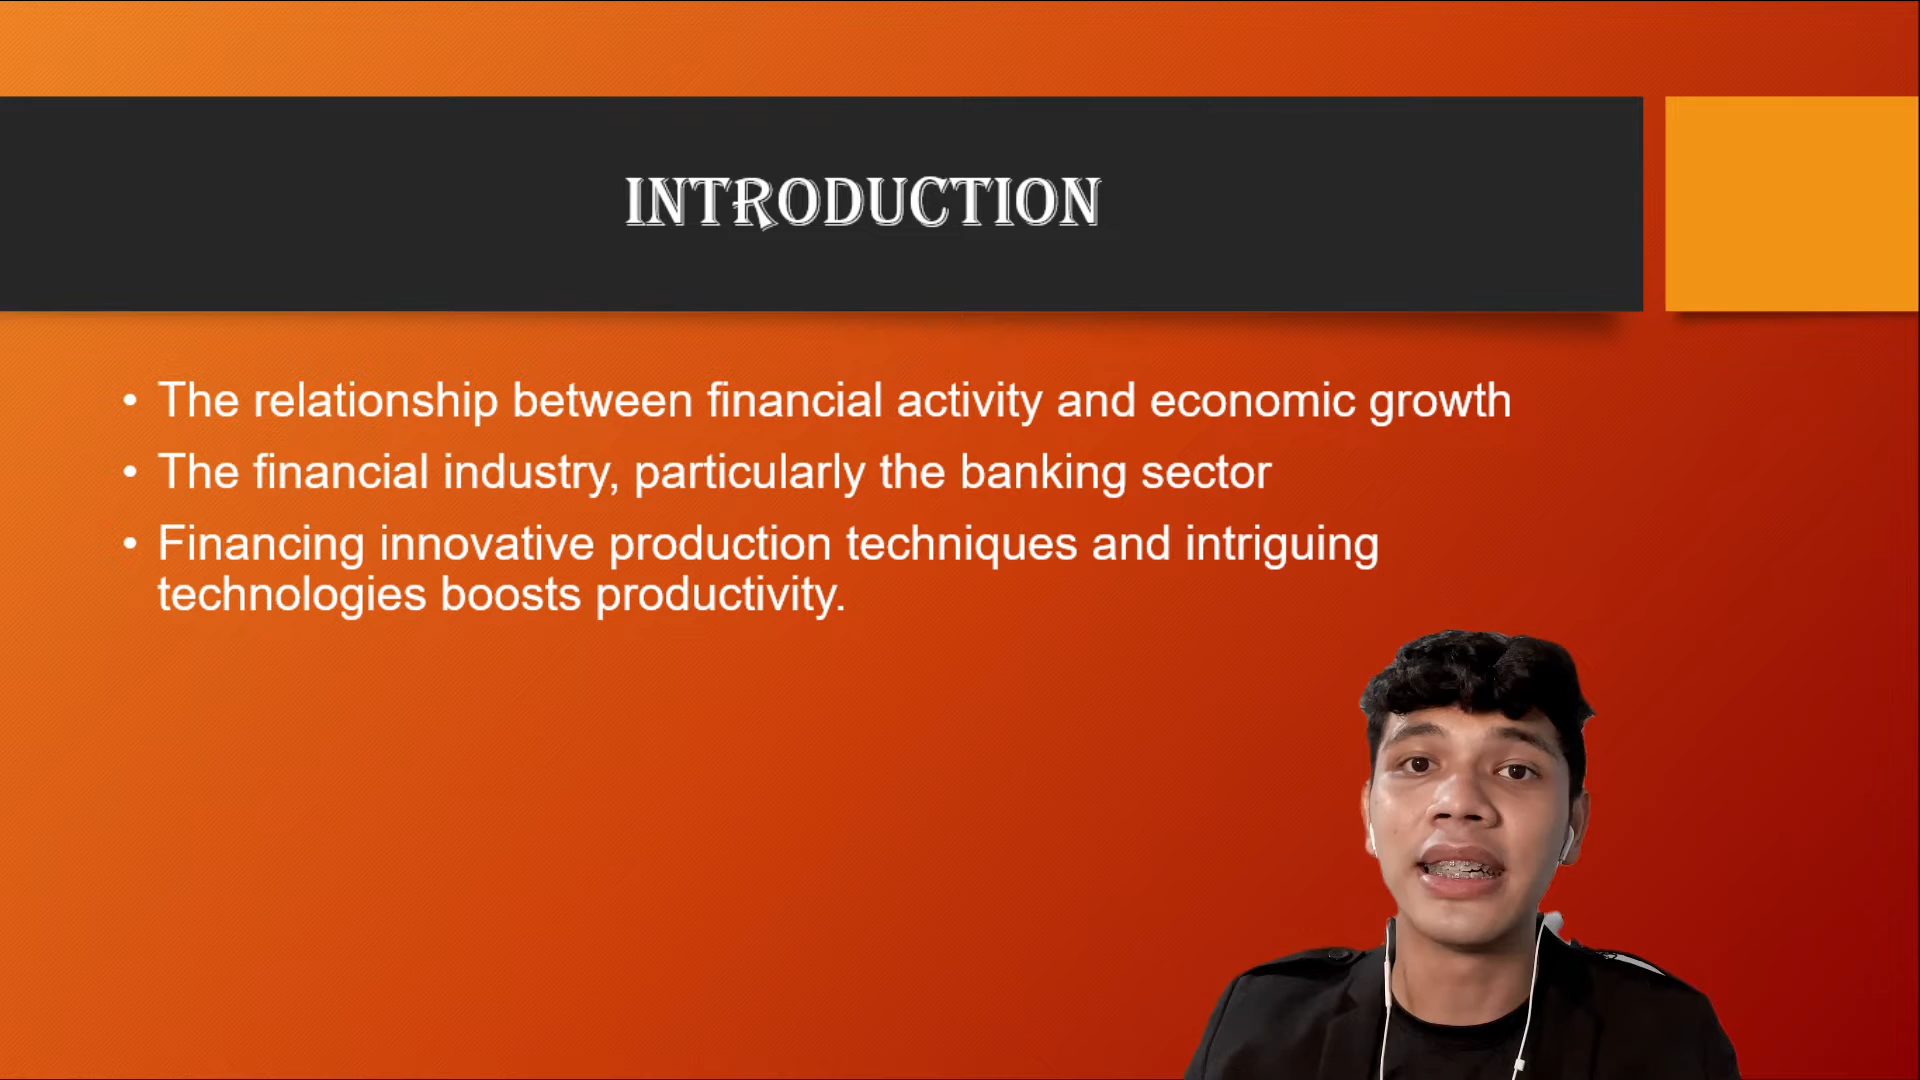 INTRODUCTION
• The relationship between financial activity and economic growth
• The financial industry, particularly the banking sector
• Financing innovative production techniques and intriguing
technologies boosts productivity.